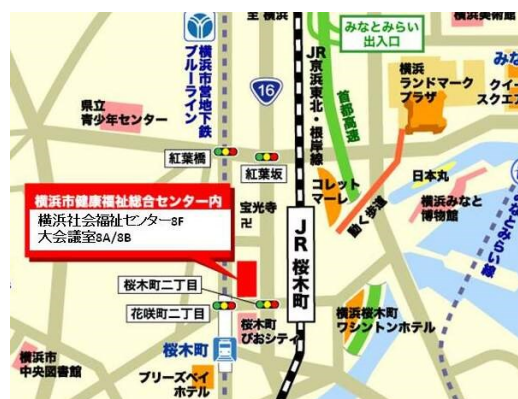 至 横浜
横浜美術館
みなとみらい
出入口
横浜市営地下鉄
ブルーライン
16
JR京浜東北・根岸線
首都高速
横浜
ランドマーク
プラザ
みな
クイー
スクエア
県立
青少年センター
紅葉橋
紅葉坂
コレット
マーレ
動く歩道
日本丸
横浜みなと
博物館
なとみらい線
横浜市健康福祉総合センター内
横浜社会福祉センター8F
大会議室8A/8B
宝光寺
卍
JR桜木町
桜木町二丁目
花咲町二丁目
桜木町
ぴおシティ
横浜桜木町
ワシントンホテル
桜木町
横浜市
中央図書館
ブリーズベイ
ホテル